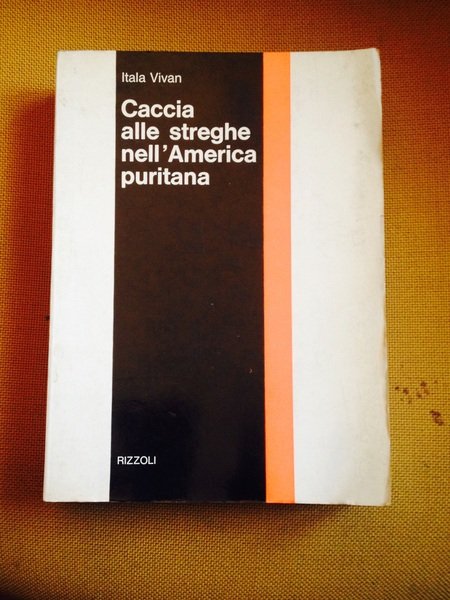 Itala Vivan
Caccia
alle streghe
nell'America
puritana
RIZZOLI